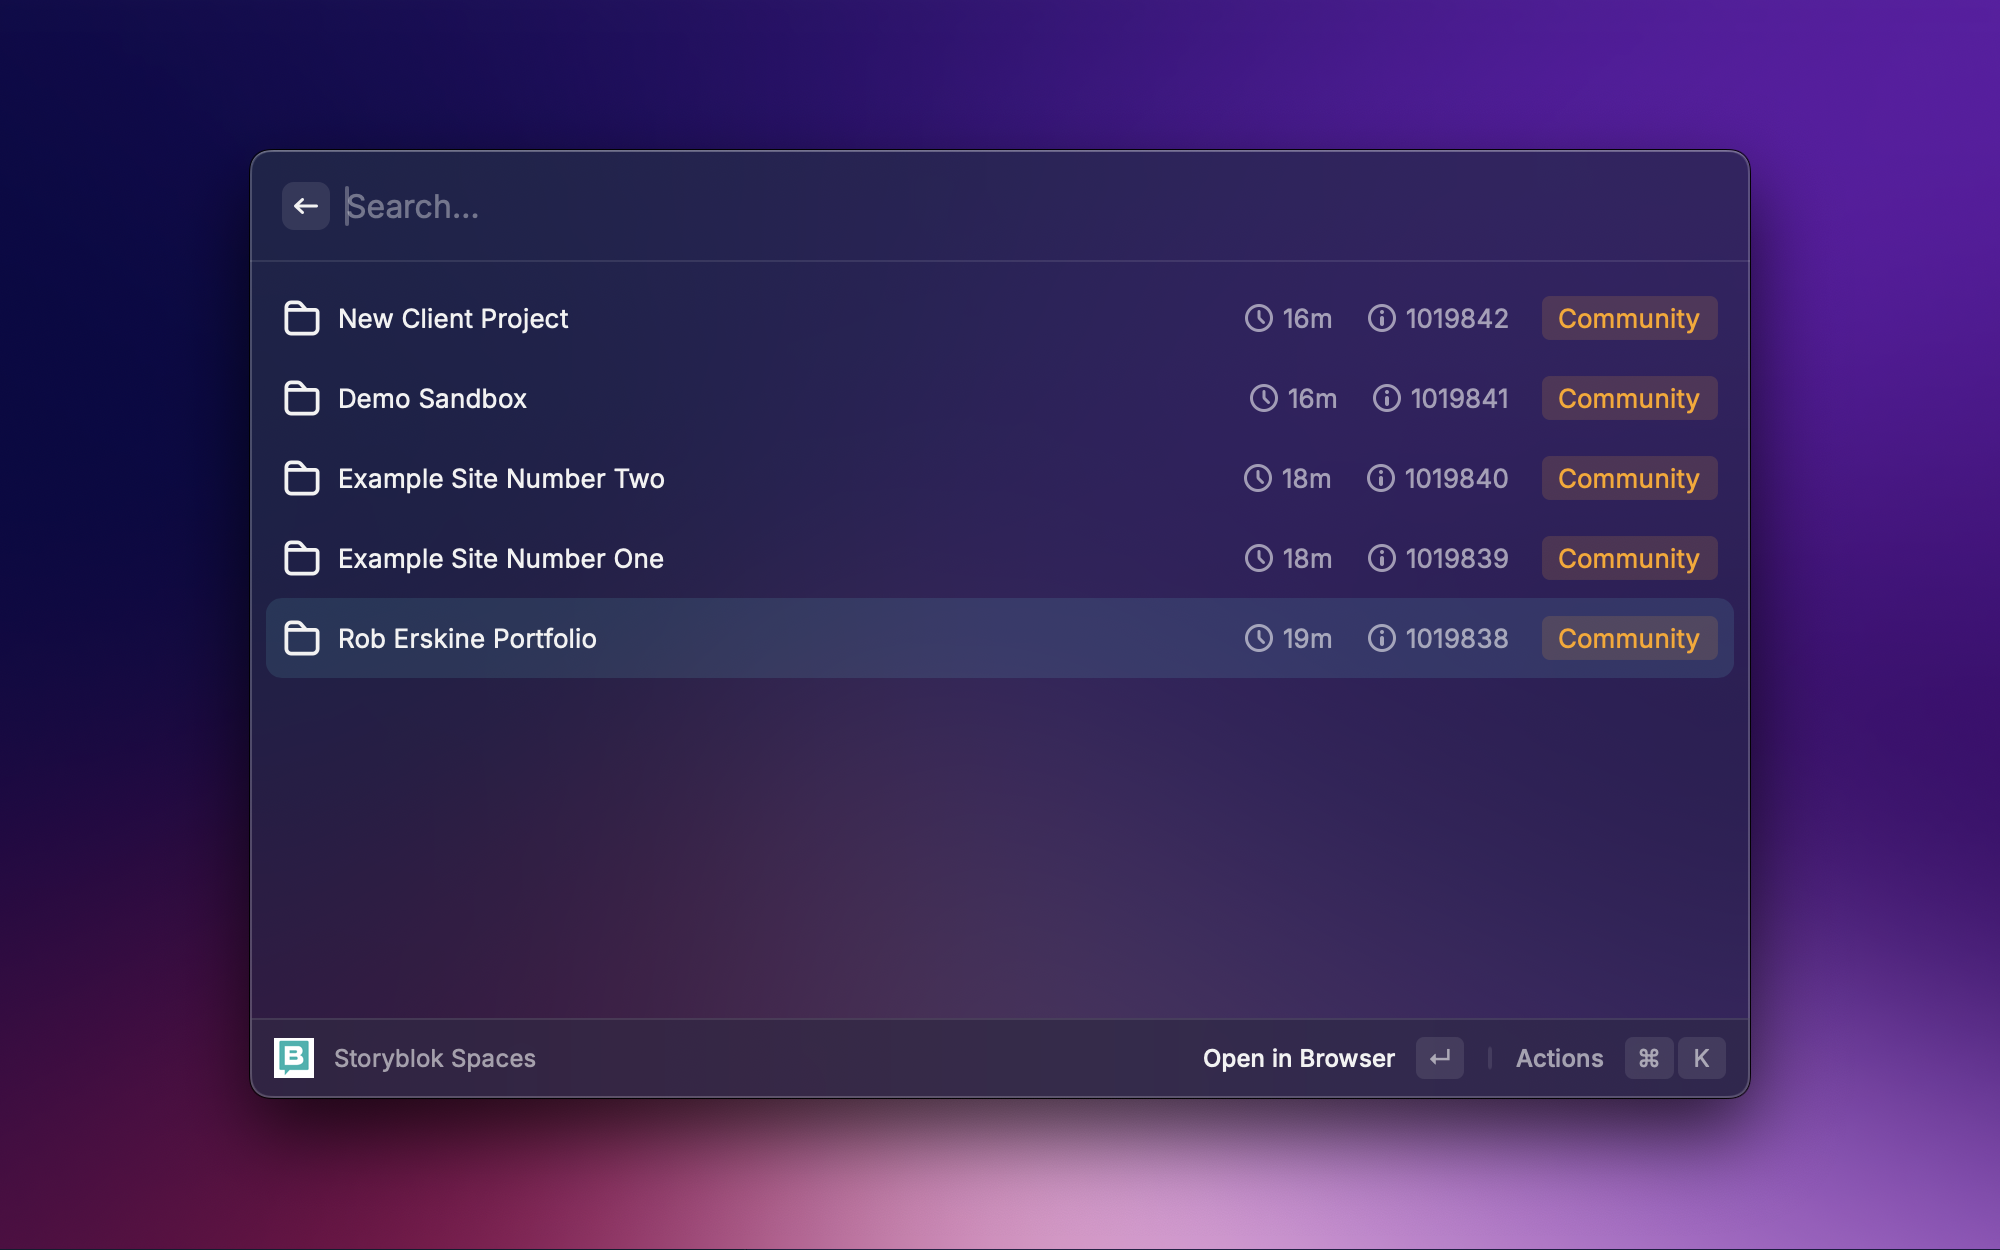 Search...
New Client Project 16m 1019842 Community
Demo Sandbox 16m 1019841 Community
Example Site Number Two 18m 1019840 Community
Example Site Number One 18m 1019839 Community
Rob Erskine Portfolio 19m 1019838 Community
B Storyblok Spaces Open in Browser ↵ Actions ⌘ K